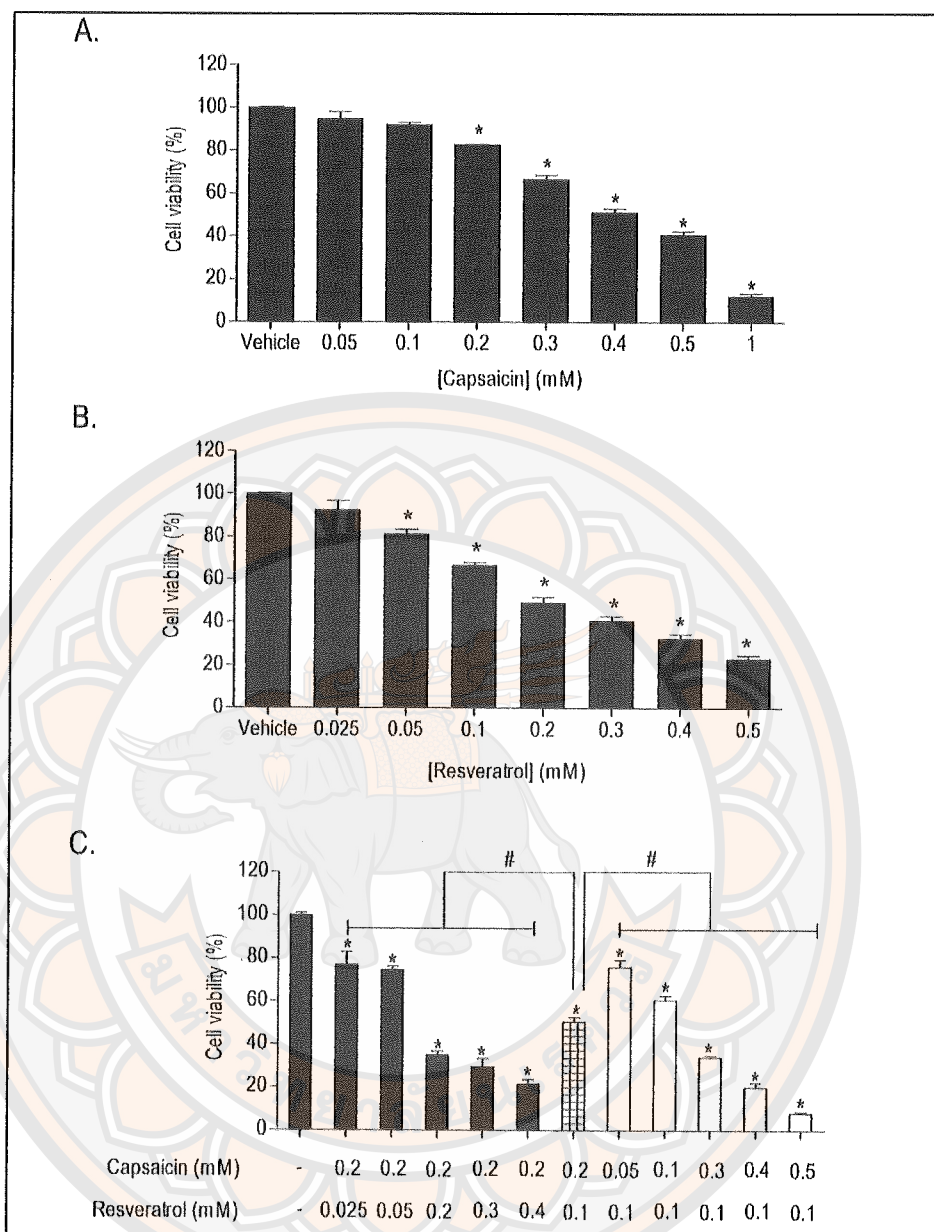 A.
Cell viability (%)
120
100
80
60
40
20
0
* * * * *
Vehicle 0.05 0.1 0.2 0.3 0.4 0.5 1
[Capsaicin] (mM)
B.
Cell viability (%)
120
100
80
60
40
20
0
* * * * * *
Vehicle 0.025 0.05 0.1 0.2 0.3 0.4 0.5
[Resveratrol] (mM)
C.
Cell viability (%)
120
100
80
60
40
20
0
# #
* * * * * * * * * * *
Capsaicin (mM) - 0.2 0.2 0.2 0.2 0.2 0.2 0.05 0.1 0.3 0.4 0.5
Resveratrol (mM) - 0.025 0.05 0.2 0.3 0.4 0.1 0.1 0.1 0.1 0.1 0.1